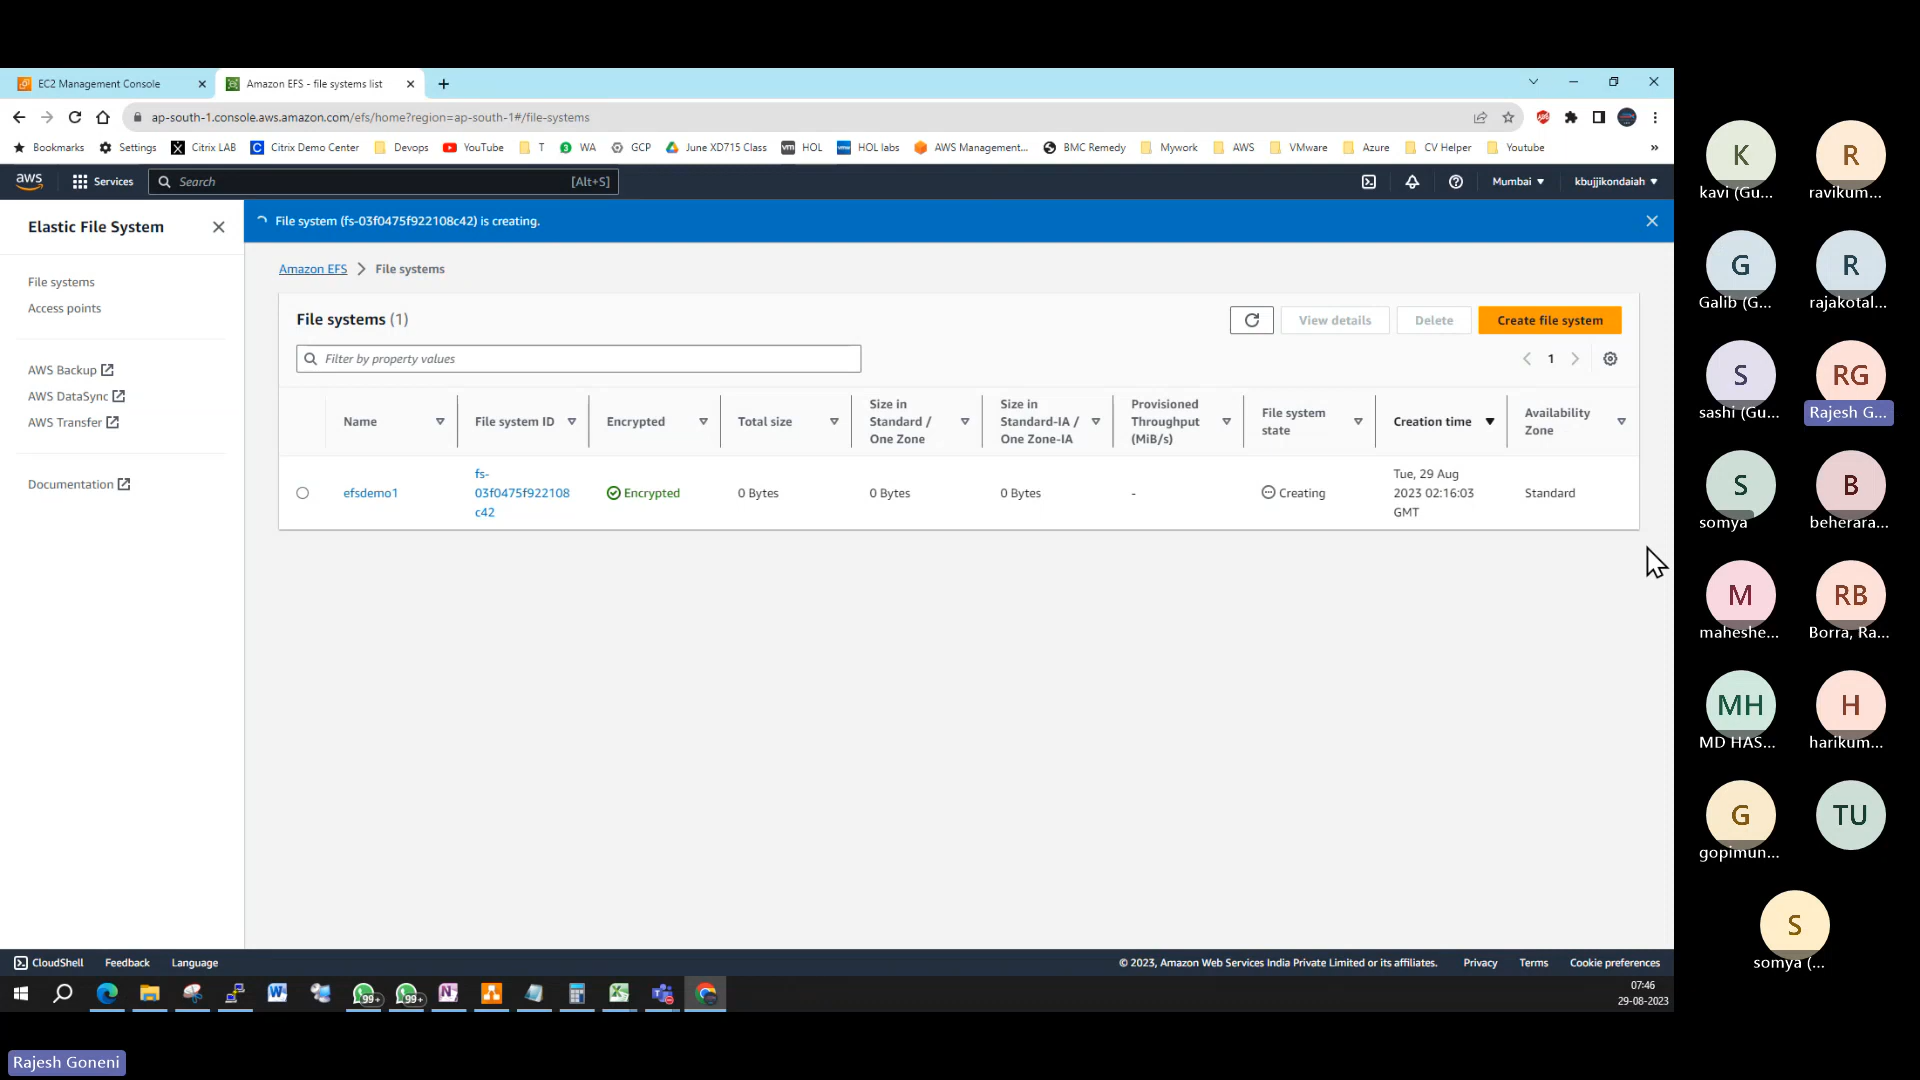 EC2 Management Console
Amazon EFS - file systems list
ap-south-1.console.aws.amazon.com/efs/home?region=ap-south-1#/file-systems
Bookmarks Settings Citrix LAB Citrix Demo Center Devops YouTube T WA GCP June XD715 Class HOL HOL labs AWS Management... BMC Remedy Mywork AWS VMware Azure CV Helper Youtube »
aws Services Search [Alt+S] Mumbai kbujjikondaiah
Elastic File System
File systems
Access points
AWS Backup
AWS DataSync
AWS Transfer
Documentation
File system (fs-03f0475f922108c42) is creating.
Amazon EFS > File systems
File systems (1)
View details Delete Create file system
Filter by property values
1
Name
File system ID
Encrypted
Total size
Size in
Standard /
One Zone
Size in
Standard-IA /
One Zone-IA
Provisioned
Throughput
(MiB/s)
File system
state
Creation time
Availability
Zone
efsdemo1
fs-
03f0475f922108
c42
Encrypted
0 Bytes
0 Bytes
0 Bytes
-
Creating
Tue, 29 Aug
2023 02:16:03
GMT
Standard
CloudShell Feedback Language
© 2023, Amazon Web Services India Private Limited or its affiliates. Privacy Terms Cookie preferences
99+ 99+
07:46
29-08-2023
K
kavi (Gu...
R
ravikum...
G
Galib (G...
R
rajakotal...
S
sashi (Gu...
RG
Rajesh G...
S
somya
B
beherara...
M
maheshe...
RB
Borra, Ra...
MH
MD HAS...
H
harikum...
G
gopimun...
TU
S
somya (...
Rajesh Goneni